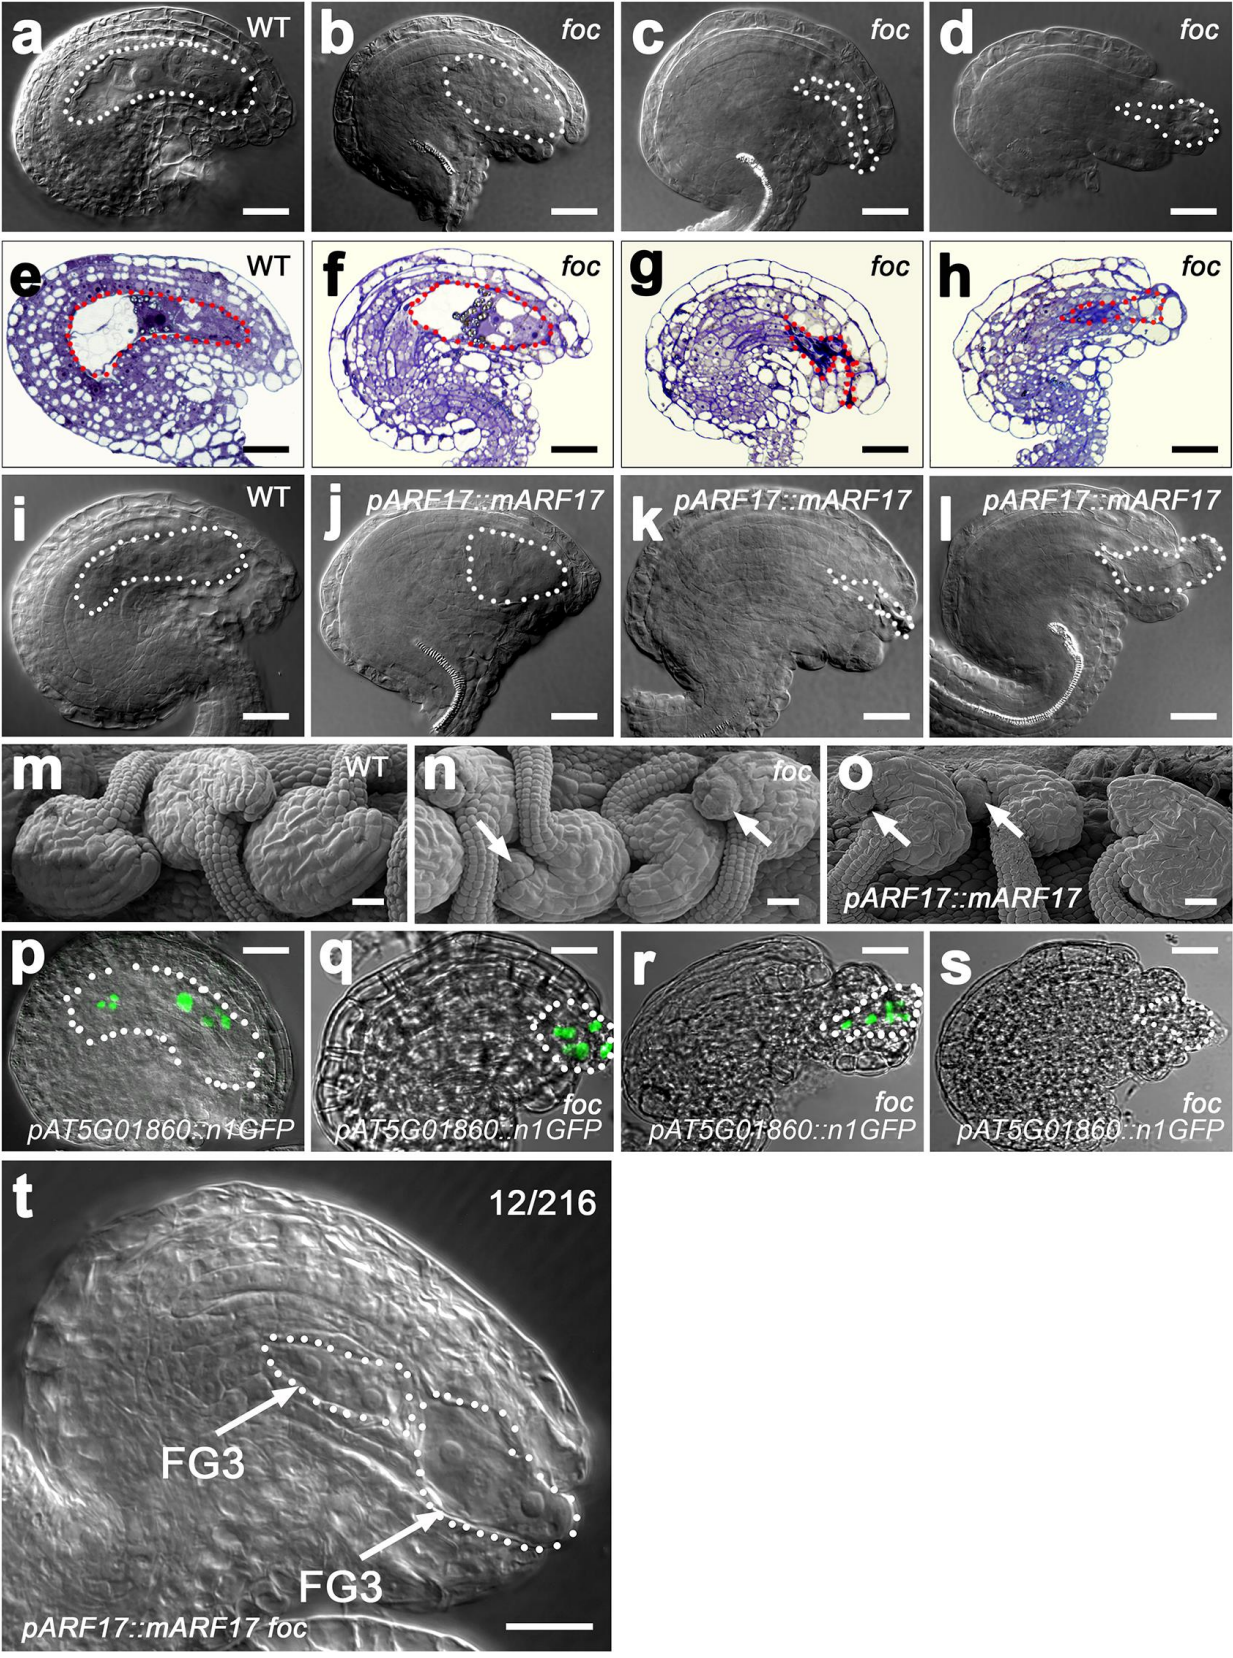 a WT
b foc
c foc
d foc
e WT
f foc
g foc
h foc
i WT
j pARF17::mARF17
k pARF17::mARF17
l pARF17::mARF17
m WT
n foc
o
pARF17::mARF17
p
pAT5G01860::n1GFP
q
foc
pAT5G01860::n1GFP
r
foc
pAT5G01860::n1GFP
s
foc
pAT5G01860::n1GFP
t 12/216
FG3
FG3
pARF17::mARF17 foc